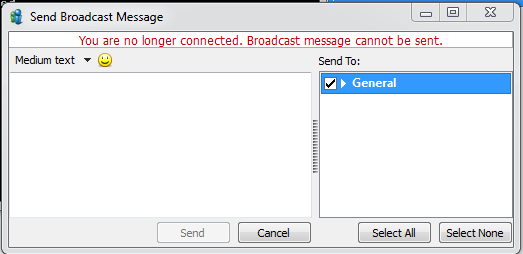 Send Broadcast Message
You are no longer connected. Broadcast message cannot be sent.
Medium text
Send To:
General
Send
Cancel
Select All
Select None